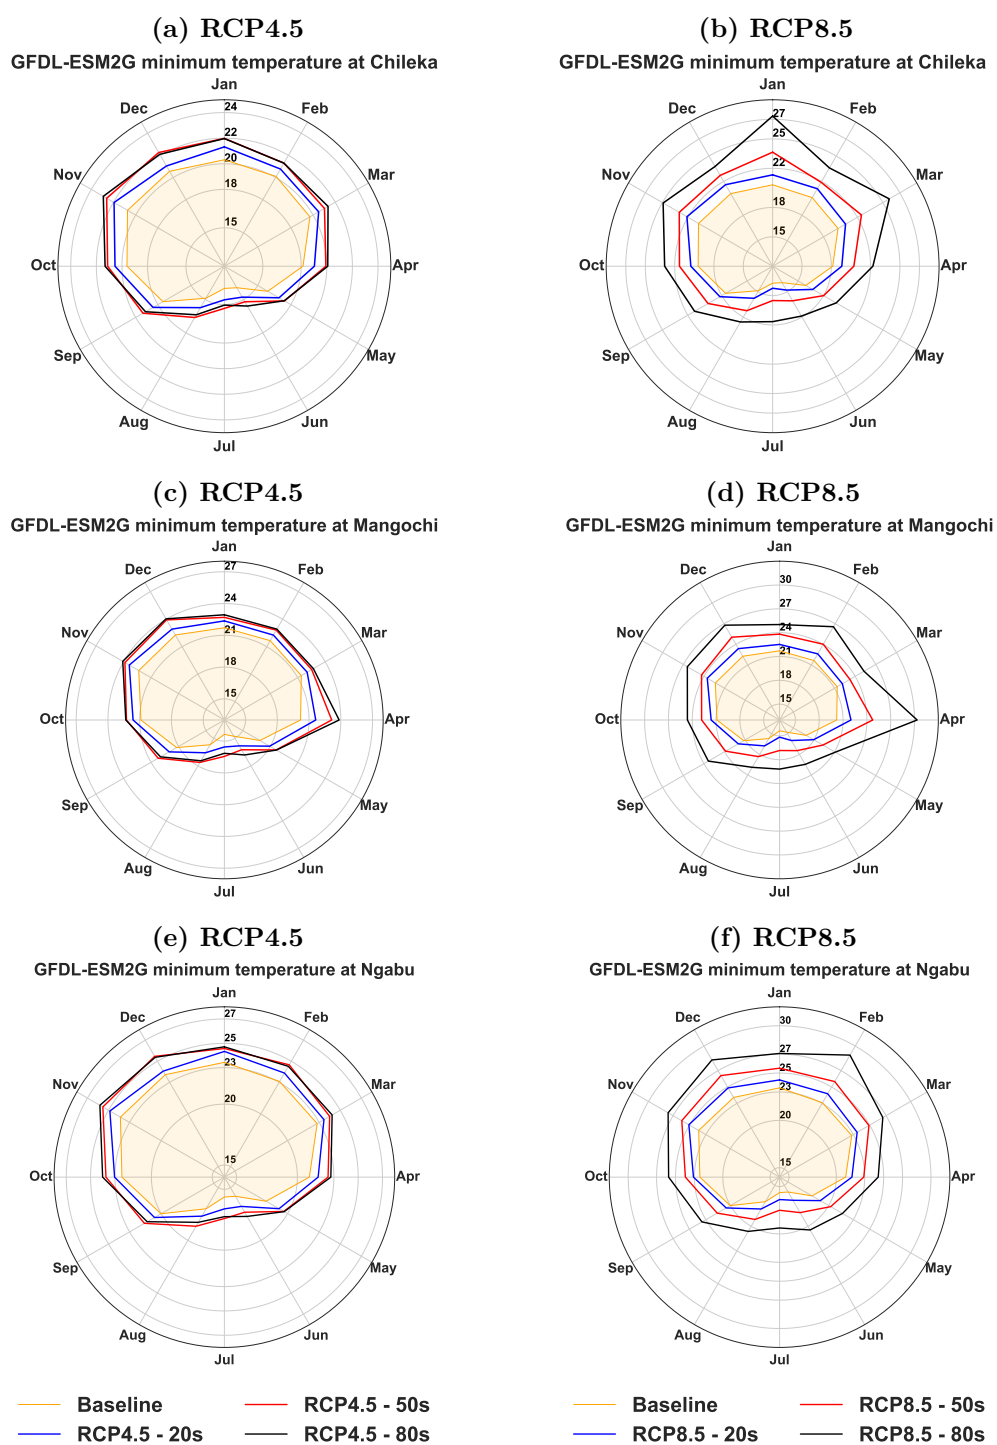 (a) RCP4.5
GFDL-ESM2G minimum temperature at Chileka
Jan
Feb
Mar
Apr
May
Jun
Jul
Aug
Sep
Oct
Nov
Dec
24
22
20
18
15
(b) RCP8.5
GFDL-ESM2G minimum temperature at Chileka
Jan
Feb
Mar
Apr
May
Jun
Jul
Aug
Sep
Oct
Nov
Dec
27
25
22
18
15
(c) RCP4.5
GFDL-ESM2G minimum temperature at Mangochi
Jan
Feb
Mar
Apr
May
Jun
Jul
Aug
Sep
Oct
Nov
Dec
27
24
21
18
15
(d) RCP8.5
GFDL-ESM2G minimum temperature at Mangochi
Jan
Feb
Mar
Apr
May
Jun
Jul
Aug
Sep
Oct
Nov
Dec
30
27
24
21
18
15
(e) RCP4.5
GFDL-ESM2G minimum temperature at Ngabu
Jan
Feb
Mar
Apr
May
Jun
Jul
Aug
Sep
Oct
Nov
Dec
27
25
23
20
15
(f) RCP8.5
GFDL-ESM2G minimum temperature at Ngabu
Jan
Feb
Mar
Apr
May
Jun
Jul
Aug
Sep
Oct
Nov
Dec
30
27
25
23
20
15
Baseline
RCP4.5 - 20s
RCP4.5 - 50s
RCP4.5 - 80s
Baseline
RCP8.5 - 20s
RCP8.5 - 50s
RCP8.5 - 80s